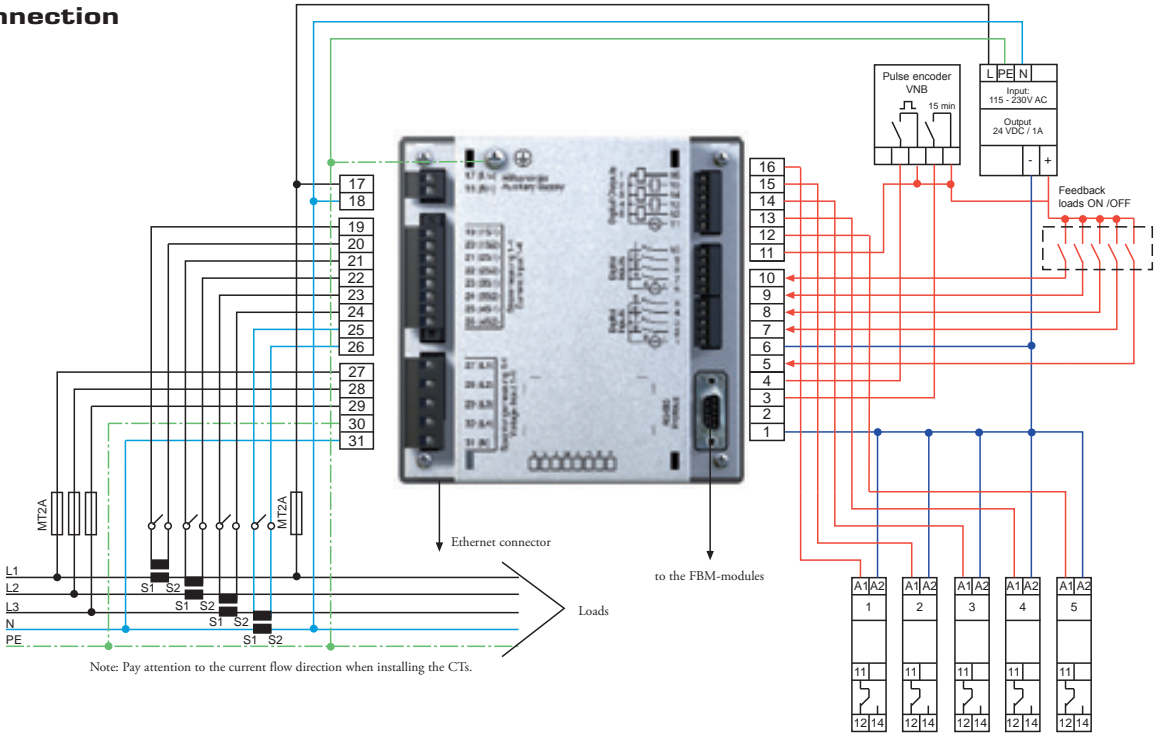 nnection
L PE N
Input:
115 - 230V AC
Output
24 VDC / 1A
- +
Pulse encoder
VNB
15 min
Feedback
loads ON /OFF
17
18
19
20
21
22
23
24
25
26
27
28
29
30
31
16
15
14
13
12
11
10
9
8
7
6
5
4
3
2
1
MT2A
MT2A
L1
L2
L3
N
PE
S1 S2
S1 S2
S1 S2
S1 S2
Ethernet connector
to the FBM-modules
Loads
Note: Pay attention to the current flow direction when installing the CTs.
A1 A2
1
11
12 14
A1 A2
2
11
12 14
A1 A2
3
11
12 14
A1 A2
4
11
12 14
A1 A2
5
11
12 14